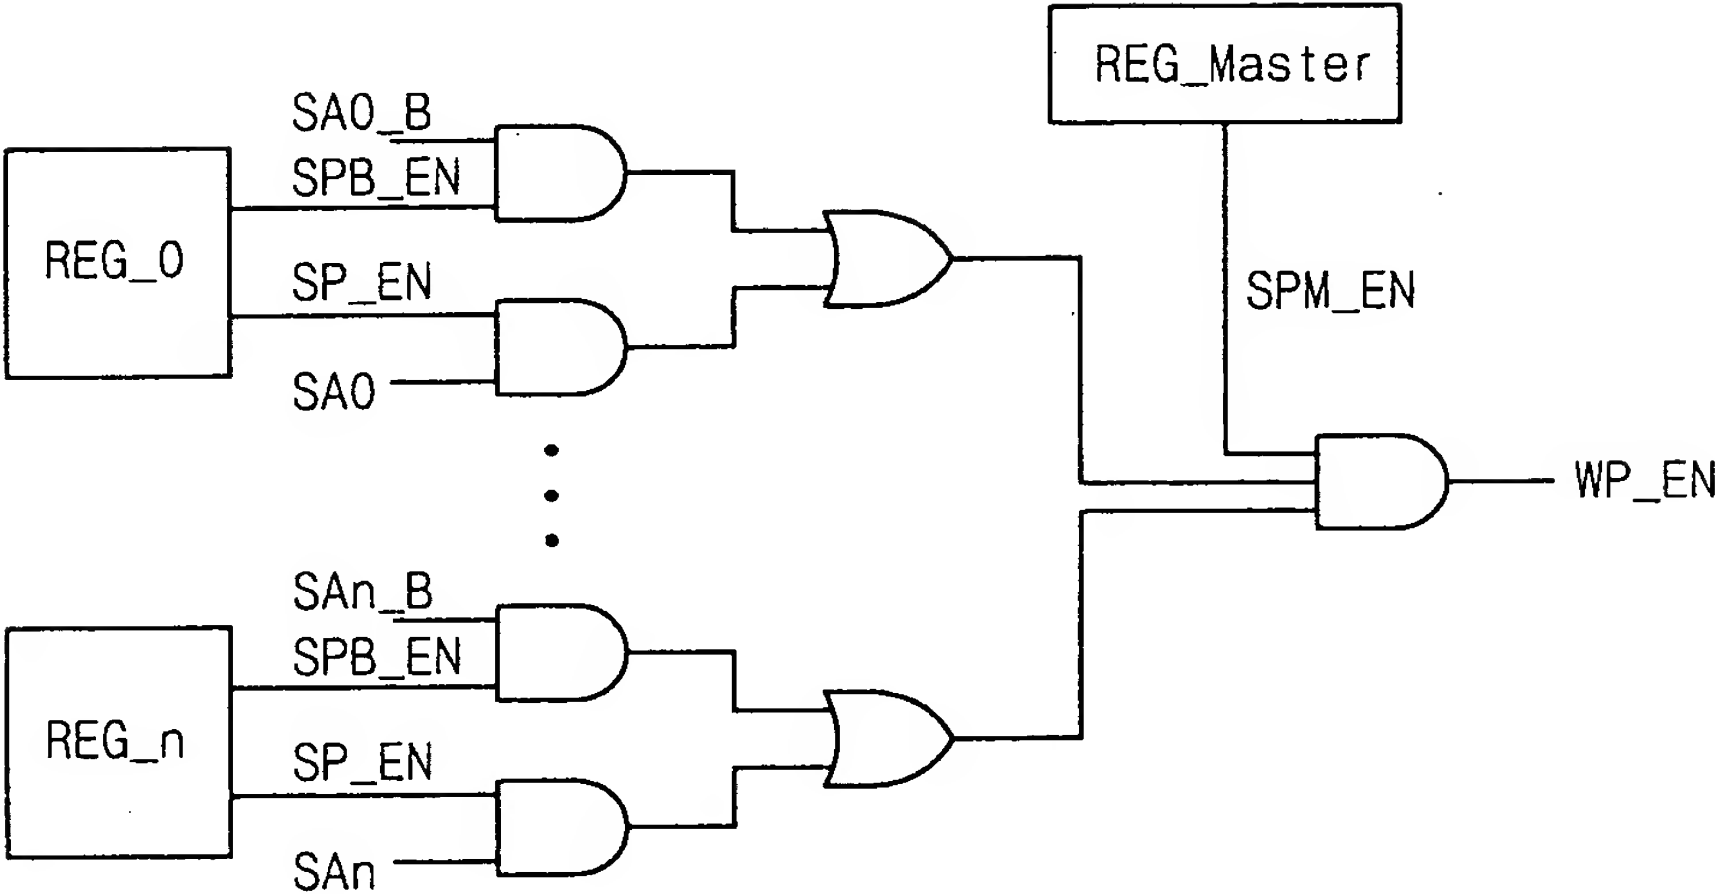 REG_Master
SA0_B
SPB_EN
REG_0
SP_EN
SA0
SPM_EN
WP_EN
SAn_B
SPB_EN
REG_n
SP_EN
SAn